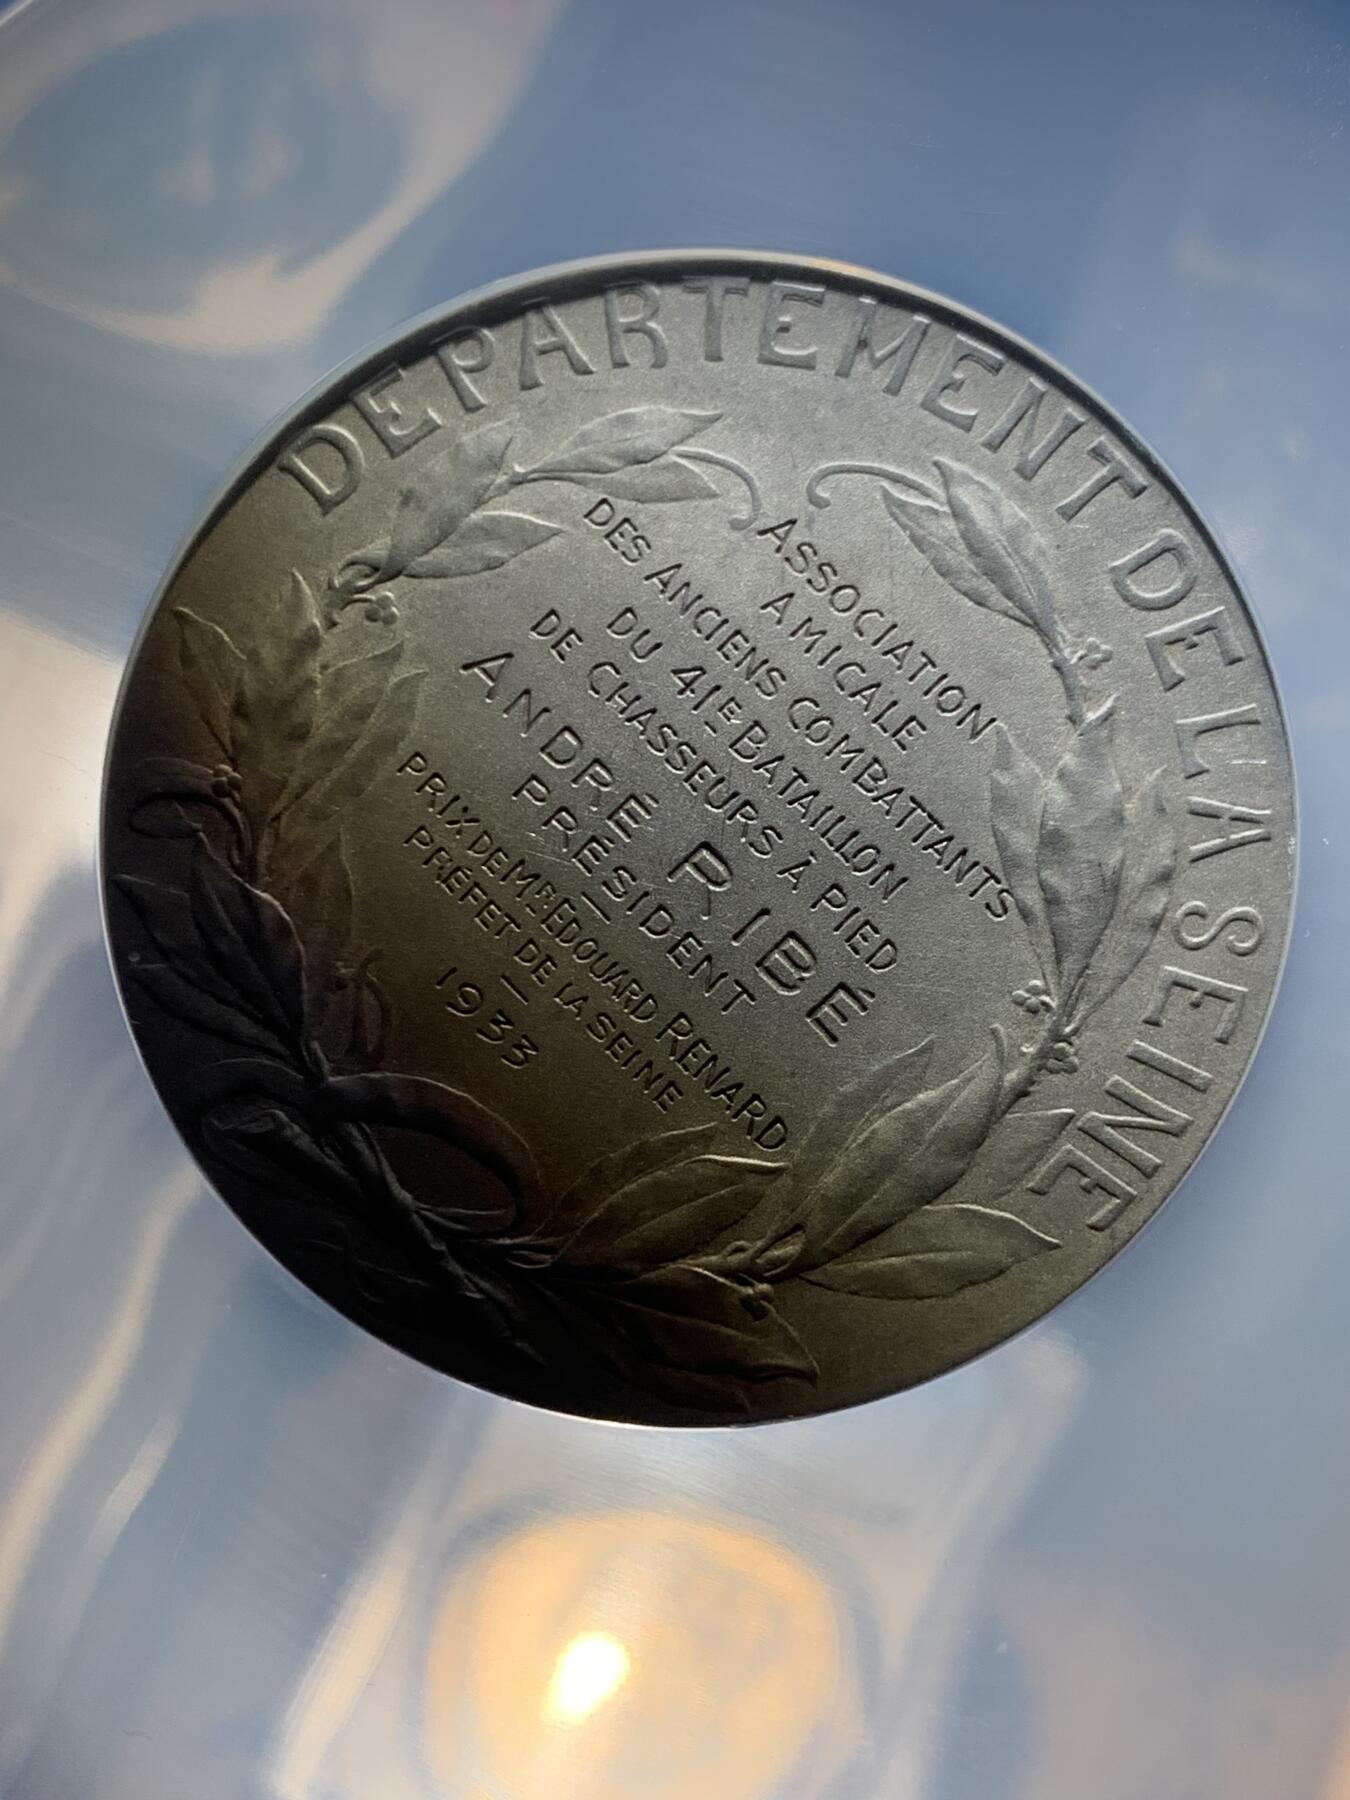 DEPARTEMENT DE LA SEINE
ASSOCIATION
AMICALE
DES ANCIENS COMBATTANTS
DU 41E BATAILLON
DE CHASSEURS À PIED
ANDRÉ RIBÉ
PRÉSIDENT
PRIX DE MR. EDOUARD RENARD
PRÉFET DE LA SEINE
1933